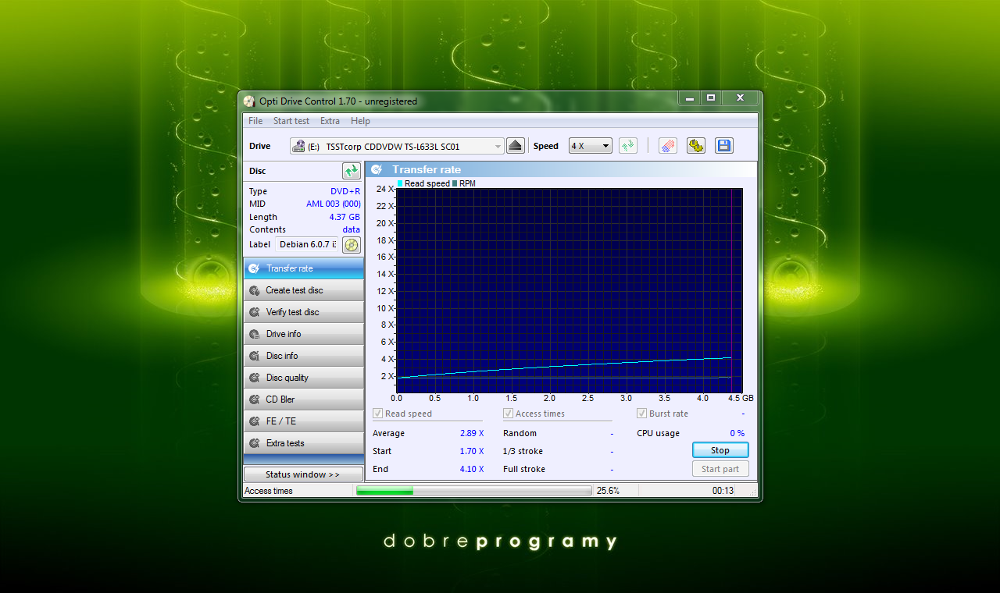 Opti Drive Control 1.70 - unregistered
File Start test Extra Help
Drive (E:) TSSTcorp CDDVDW TS-L633L SC01 Speed 4 X
Disc
Type DVD+R
MID AML 003 (000)
Length 4.37 GB
Contents data
Label Debian 6.0.7 i:
Transfer rate
Create test disc
Verify test disc
Drive info
Disc info
Disc quality
CD Bler
FE / TE
Extra tests
Status window >>
Transfer rate
Read speed RPM
24 X
22 X
20 X
18 X
16 X
14 X
12 X
10 X
8 X
6 X
4 X
2 X
0.0 0.5 1.0 1.5 2.0 2.5 3.0 3.5 4.0 4.5 GB
Read speed Access times Burst rate -
Average 2.89 X Random - CPU usage 0 %
Start 1.70 X 1/3 stroke - Stop
End 4.10 X Full stroke - Start part
Access times 25.6% 00:13
dobreprogramy